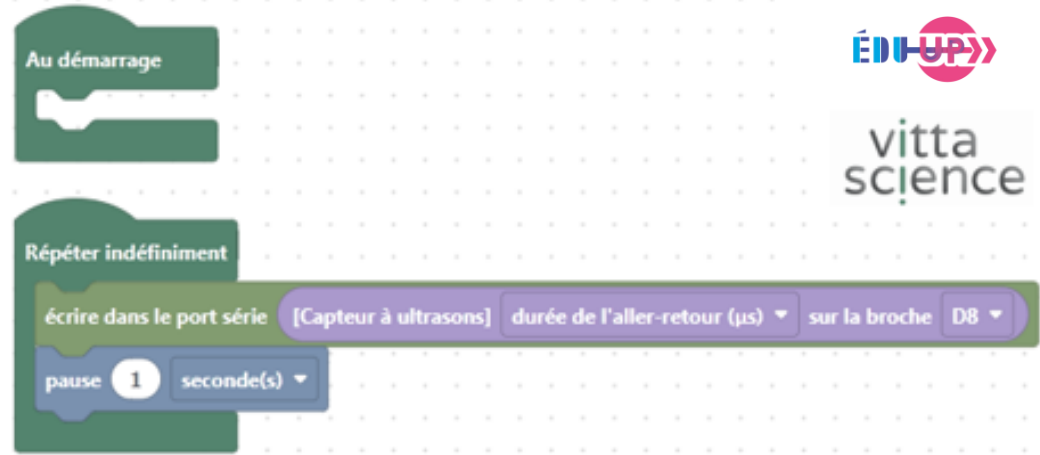 Au démarrage
ÉDU-UP
vitta
science
Répéter indéfiniment
écrire dans le port série [Capteur à ultrasons] durée de l'aller-retour (µs) sur la broche D8
pause 1 seconde(s)